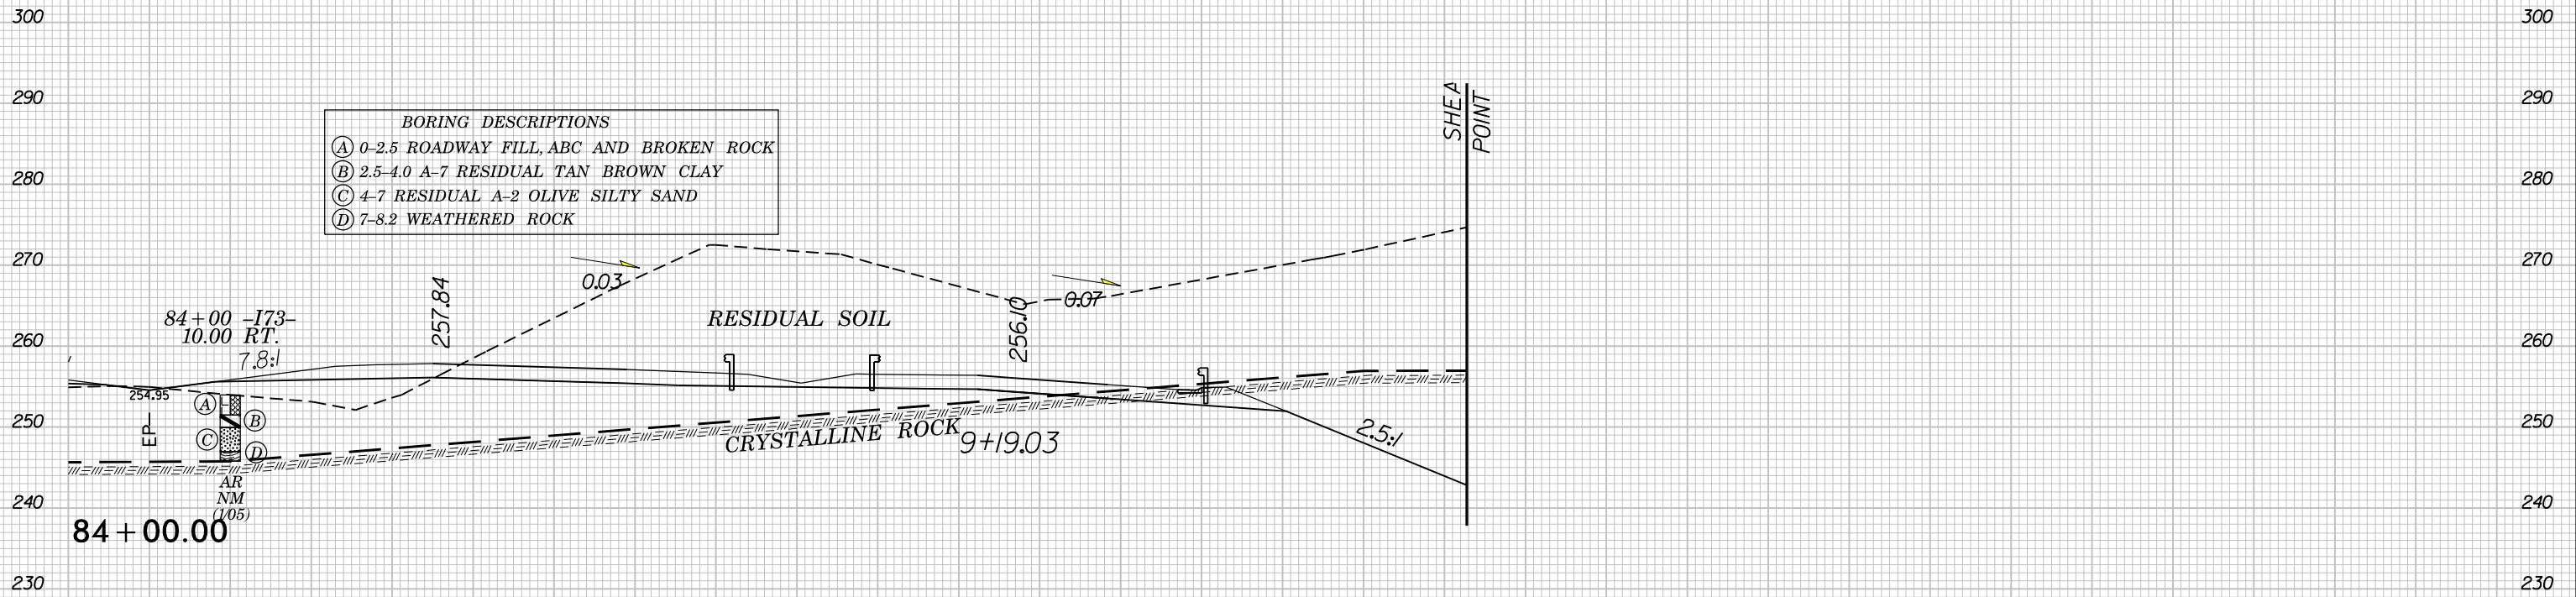 300
300
290
290
280
280
270
270
260
260
250
250
240
240
230
230
SHEA
POINT
BORING DESCRIPTIONS
(A) 0-2.5 ROADWAY FILL, ABC AND BROKEN ROCK
(B) 2.5-4.0 A-7 RESIDUAL TAN BROWN CLAY
(C) 4-7 RESIDUAL A-2 OLIVE SILTY SAND
(D) 7-8.2 WEATHERED ROCK
0.03
0.07
257.84
256.10
84+00 -I73-
10.00 RT.
7.8:1
RESIDUAL SOIL
254.95
EP
A
B
C
D
CRYSTALLINE ROCK
9+19.03
2.5:1
AR
NM
(1/05)
84+00.00